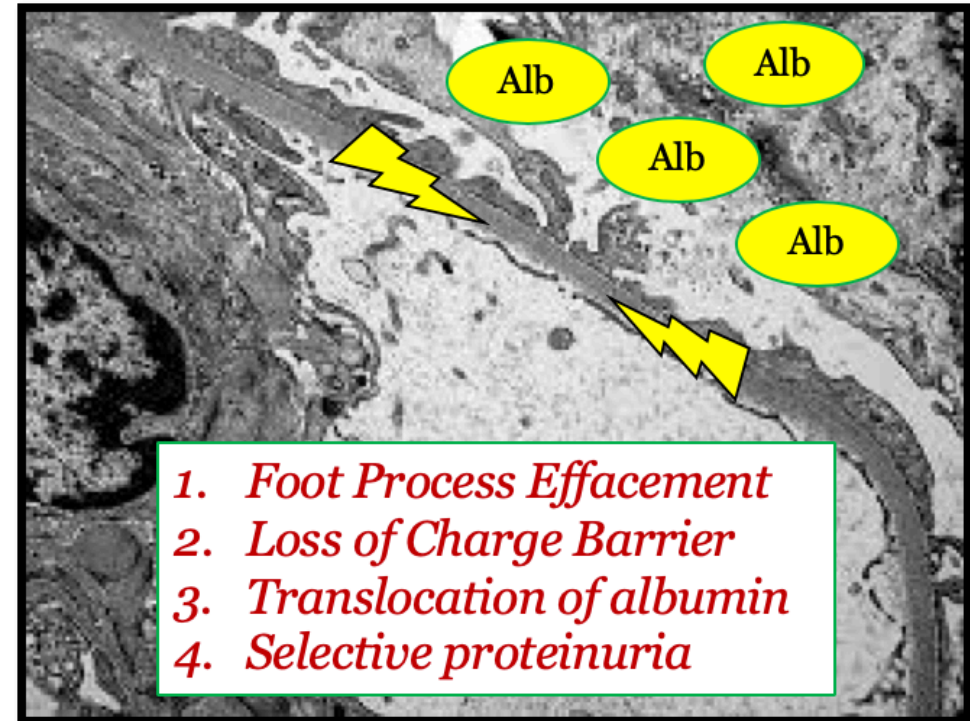 Alb
Alb
Alb
Alb
1. Foot Process Effacement
2. Loss of Charge Barrier
3. Translocation of albumin
4. Selective proteinuria